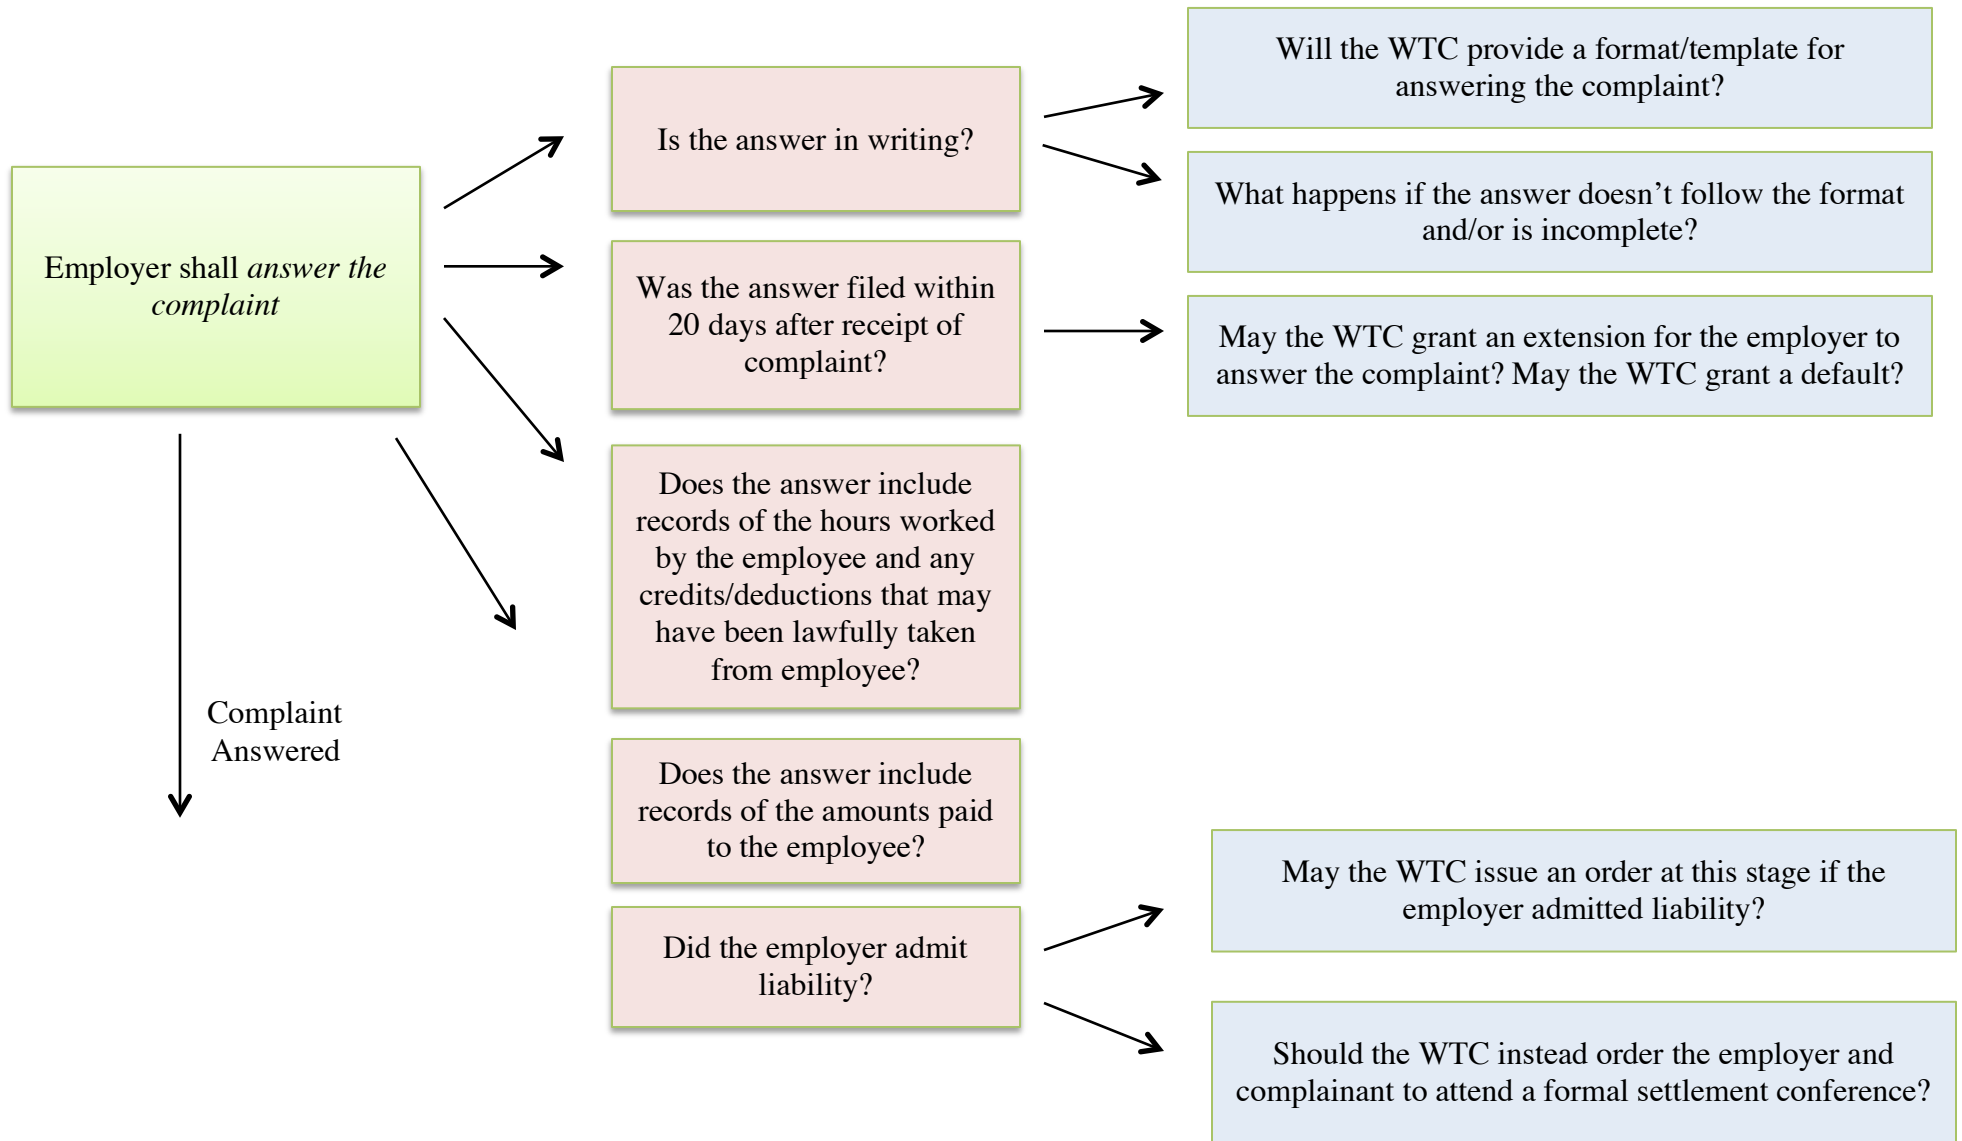 Employer shall answer the
complaint
Complaint
Answered
Is the answer in writing?
Was the answer filed within
20 days after receipt of
complaint?
Does the answer include
records of the hours worked
by the employee and any
credits/deductions that may
have been lawfully taken
from employee?
Does the answer include
records of the amounts paid
to the employee?
Did the employer admit
liability?
Will the WTC provide a format/template for
answering the complaint?
What happens if the answer doesn’t follow the format
and/or is incomplete?
May the WTC grant an extension for the employer to
answer the complaint? May the WTC grant a default?
May the WTC issue an order at this stage if the
employer admitted liability?
Should the WTC instead order the employer and
complainant to attend a formal settlement conference?